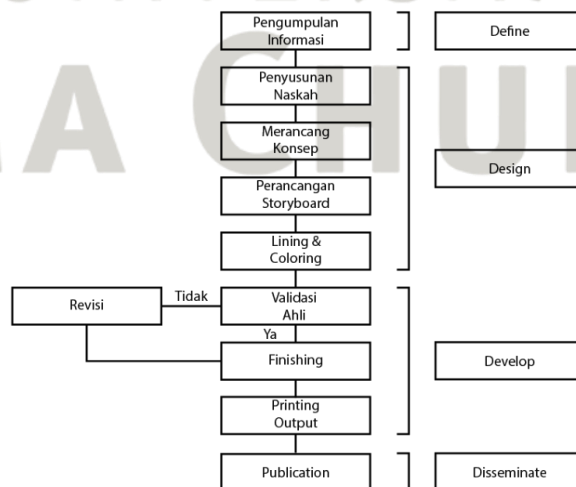 Pengumpulan
Informasi
Define
Penyusunan
Naskah
Merancang
Konsep
Design
Perancangan
Storyboard
Lining &
Coloring
Revisi
Tidak
Validasi
Ahli
Ya
Finishing
Develop
Printing
Output
Publication
Disseminate